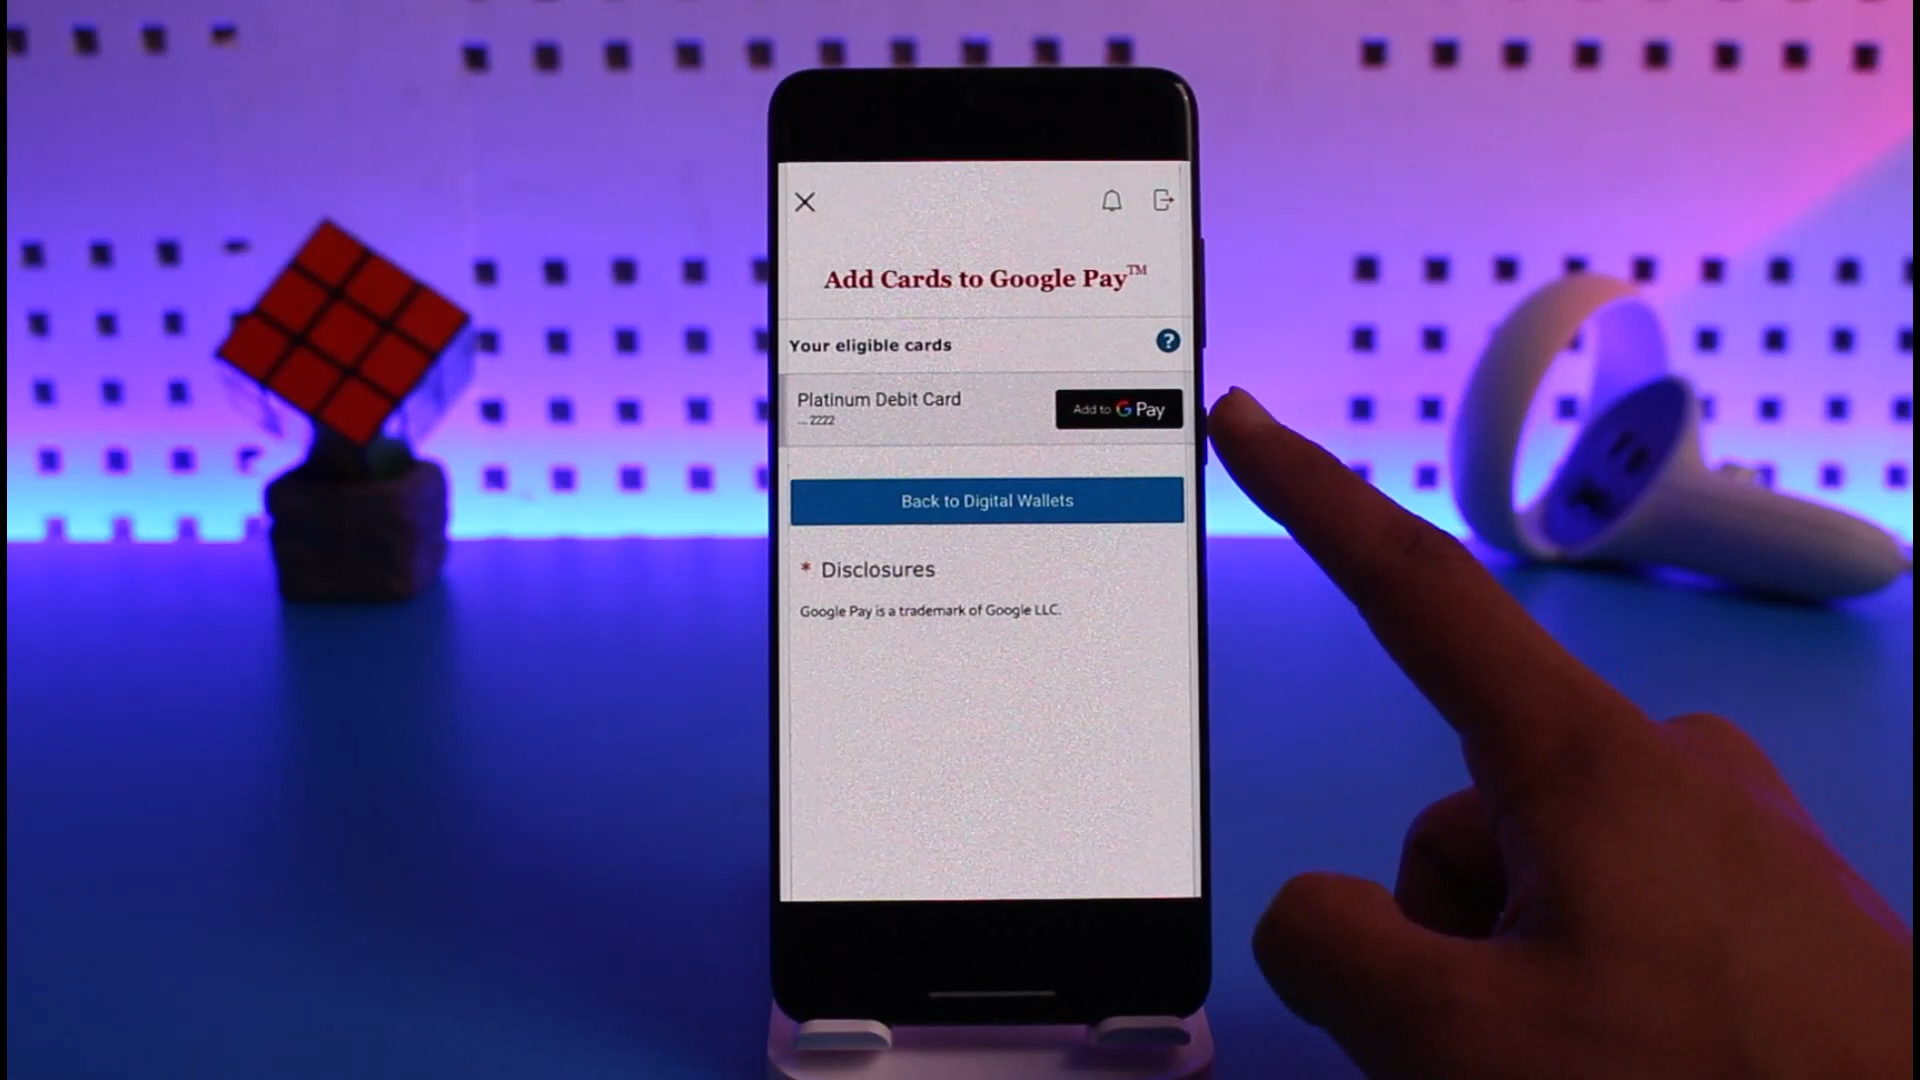 Add Cards to Google Pay™
Your eligible cards
?
Platinum Debit Card
Add to G Pay
... 2222
Back to Digital Wallets
* Disclosures
Google Pay is a trademark of Google LLC.